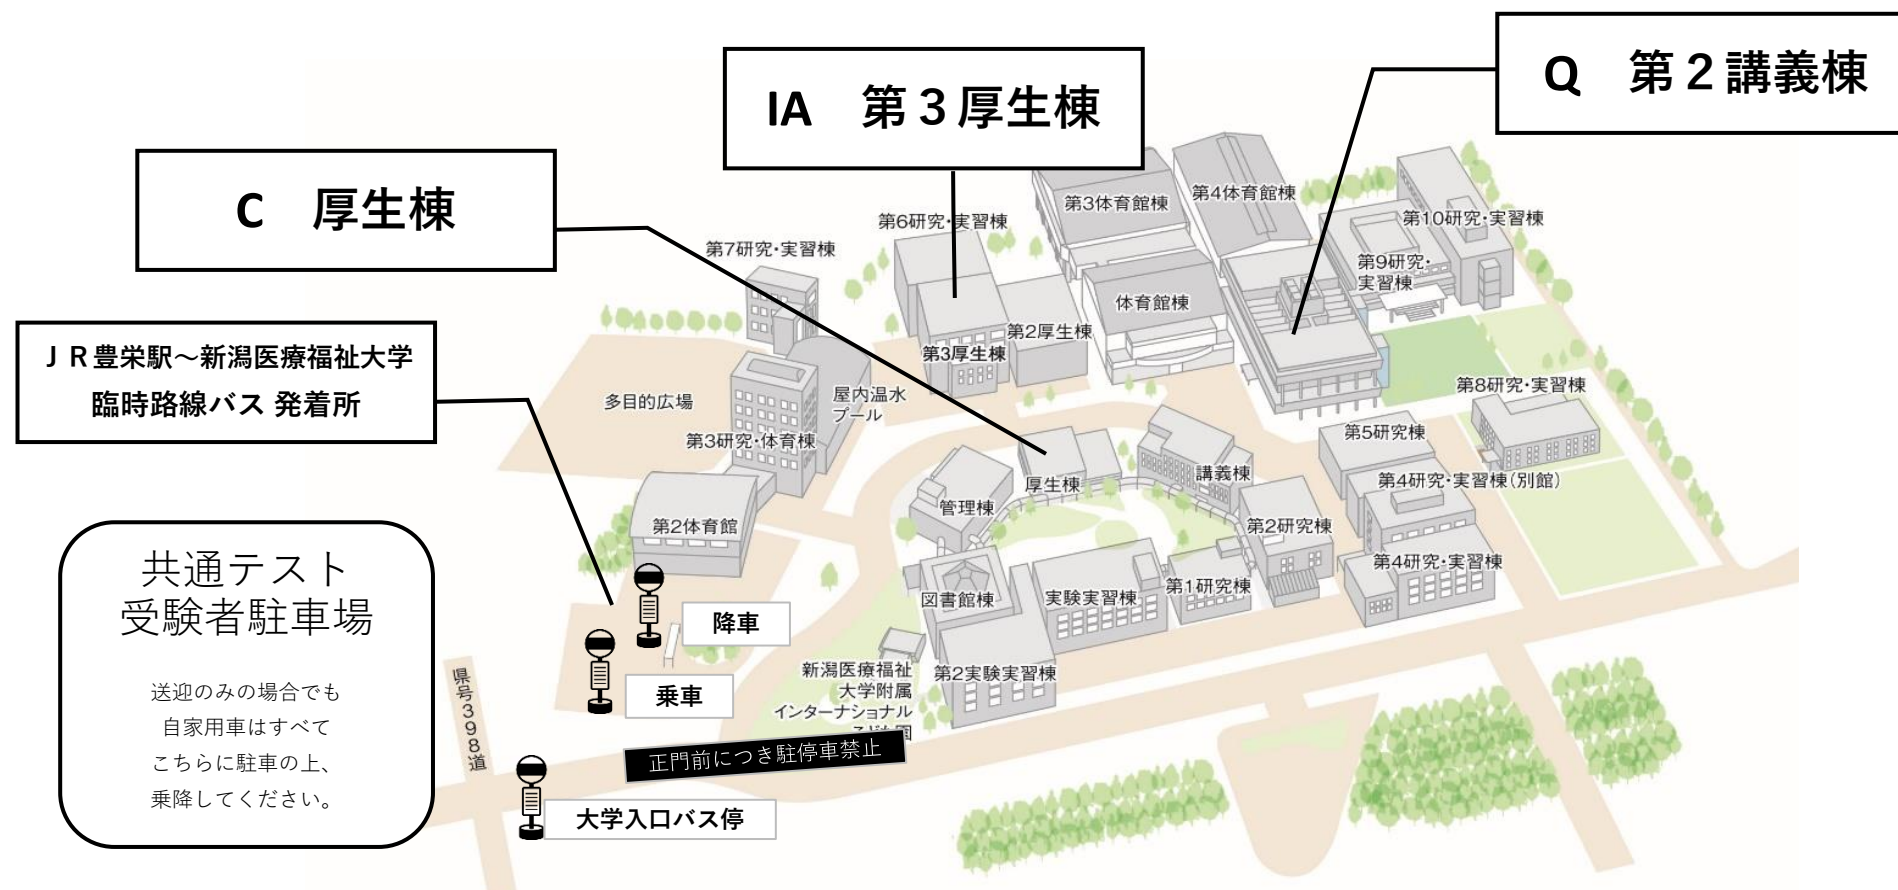 Q　第２講義棟
IA　第３厚生棟
C　厚生棟
ＪＲ豊栄駅～新潟医療福祉大学
臨時路線バス 発着所
共通テスト
受験者駐車場
送迎のみの場合でも
自家用車はすべて
こちらに駐車の上、
乗降してください。
第3体育館棟
第4体育館棟
第10研究・実習棟
第6研究・実習棟
第7研究・実習棟
第9研究・
実習棟
体育館棟
第2厚生棟
第3厚生棟
第8研究・実習棟
多目的広場
屋内温水
プール
第3研究・体育棟
第5研究棟
講義棟
第4研究・実習棟（別館）
厚生棟
管理棟
第2体育館
第2研究棟
第4研究・実習棟
第1研究棟
図書館棟
実験実習棟
降車
乗車
新潟医療福祉
大学附属
インターナショナル
第2実験実習棟
県号398道
正門前につき駐停車禁止
大学入口バス停